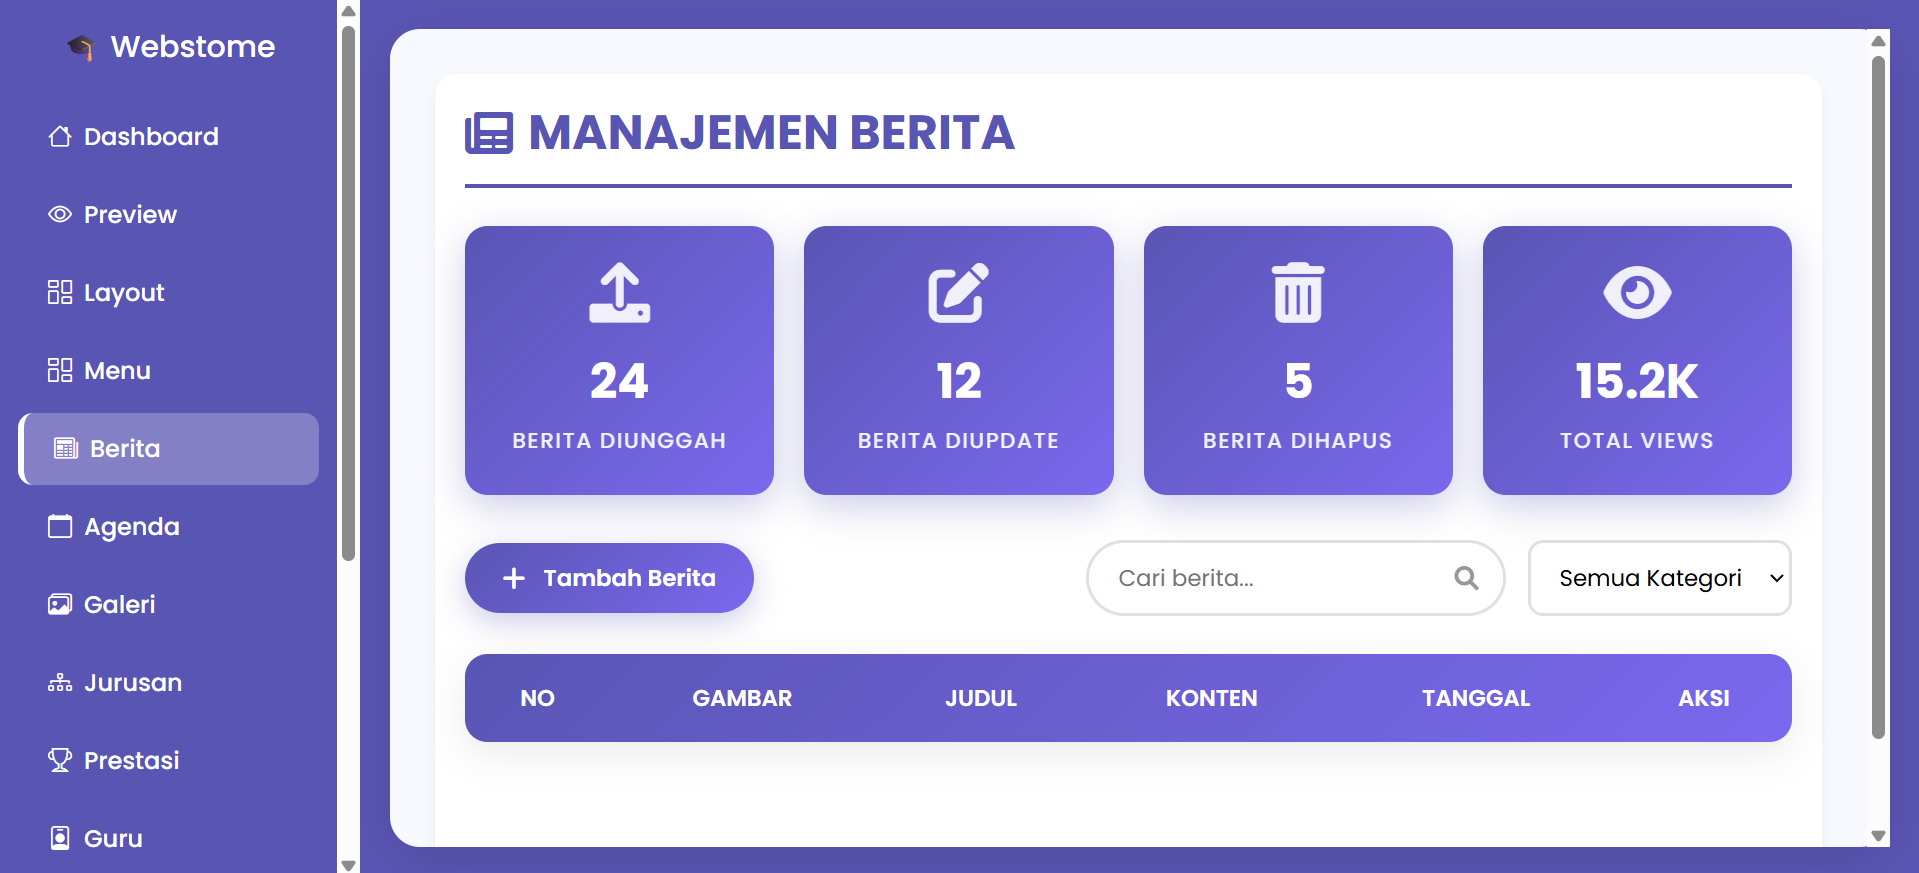 Webstome
Dashboard
Preview
Layout
Menu
Berita
Agenda
Galeri
Jurusan
Prestasi
Guru
MANAJEMEN BERITA
24
BERITA DIUNGGAH
12
BERITA DIUPDATE
5
BERITA DIHAPUS
15.2K
TOTAL VIEWS
Tambah Berita
Cari berita...
Semua Kategori
NO GAMBAR JUDUL KONTEN TANGGAL AKSI